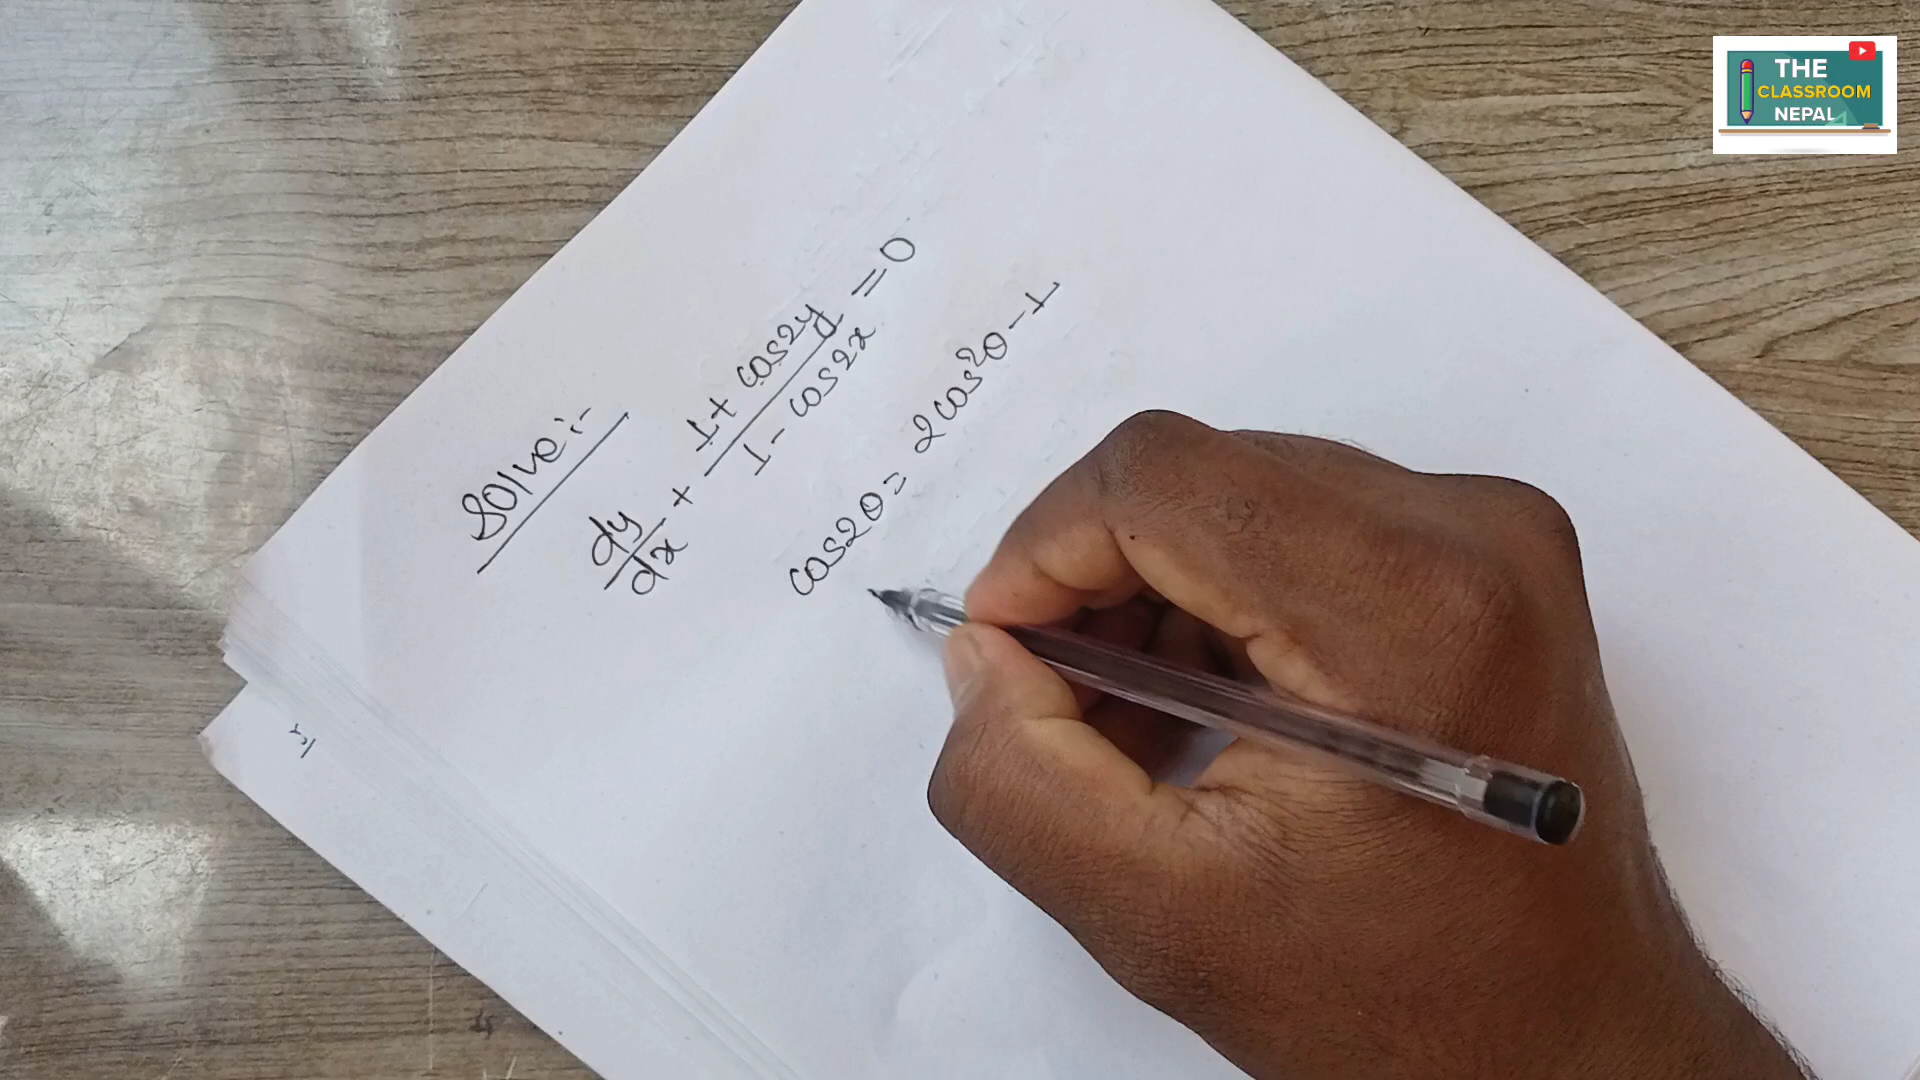 Solve :-
dy/dx + (1 + cos2y)/(1 - cos2x) = 0
cos2θ = 2cos²θ - 1
THE
CLASSROOM
NEPAL